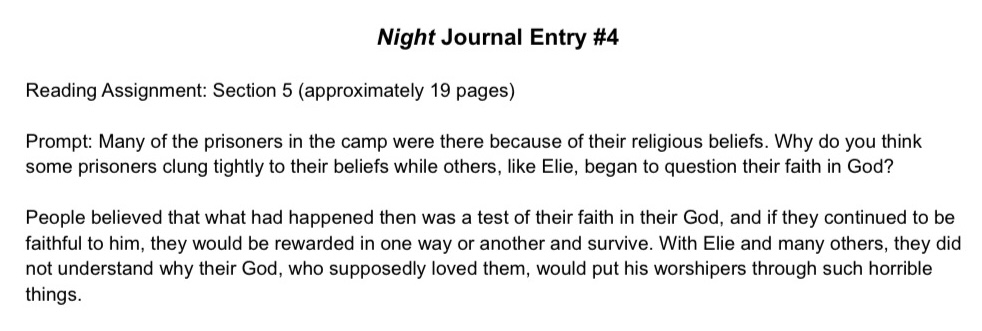 Night Journal Entry #4
Reading Assignment: Section 5 (approximately 19 pages)
Prompt: Many of the prisoners in the camp were there because of their religious beliefs. Why do you think
some prisoners clung tightly to their beliefs while others, like Elie, began to question their faith in God?
People believed that what had happened then was a test of their faith in their God, and if they continued to be
faithful to him, they would be rewarded in one way or another and survive. With Elie and many others, they did
not understand why their God, who supposedly loved them, would put his worshipers through such horrible
things.